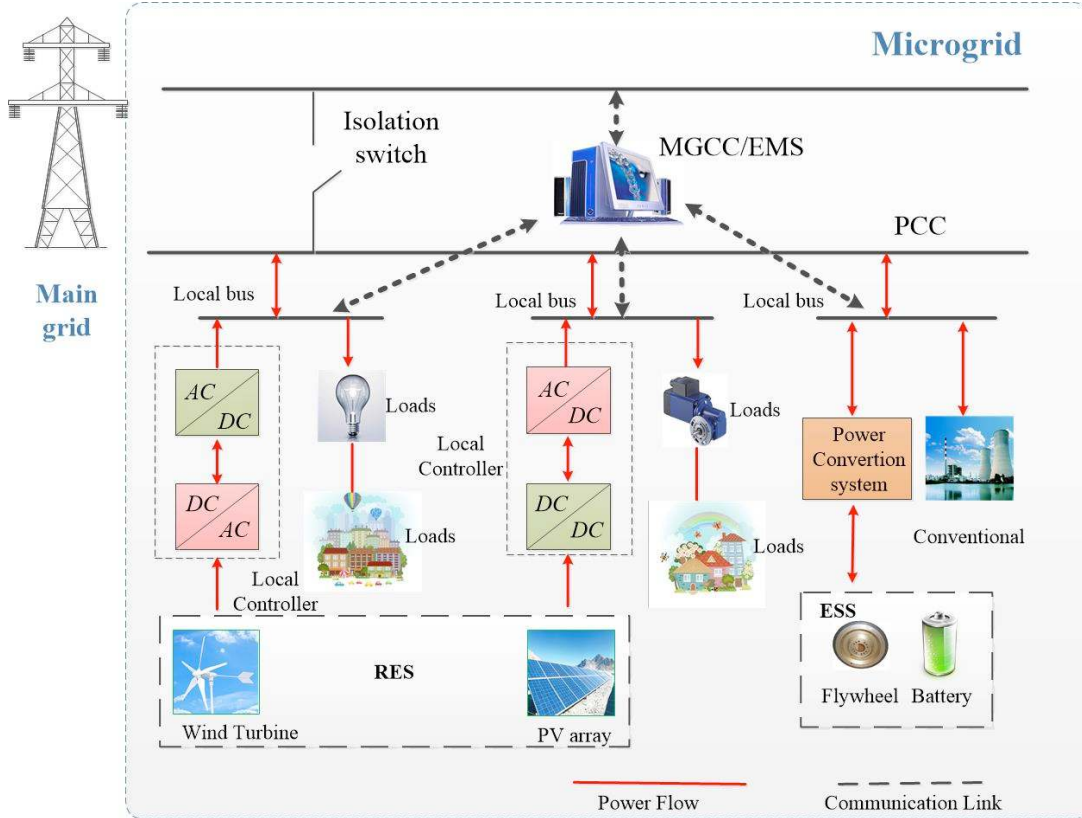 Microgrid
Isolation
switch
MGCC/EMS
PCC
Main
grid
Local bus
Local bus
Local bus
AC
DC
Loads
AC
DC
Loads
Local
Controller
Power
Convertion
system
DC
AC
DC
DC
Loads
Loads
Conventional
Local
Controller
ESS
RES
Flywheel
Battery
Wind Turbine
PV array
Power Flow
Communication Link